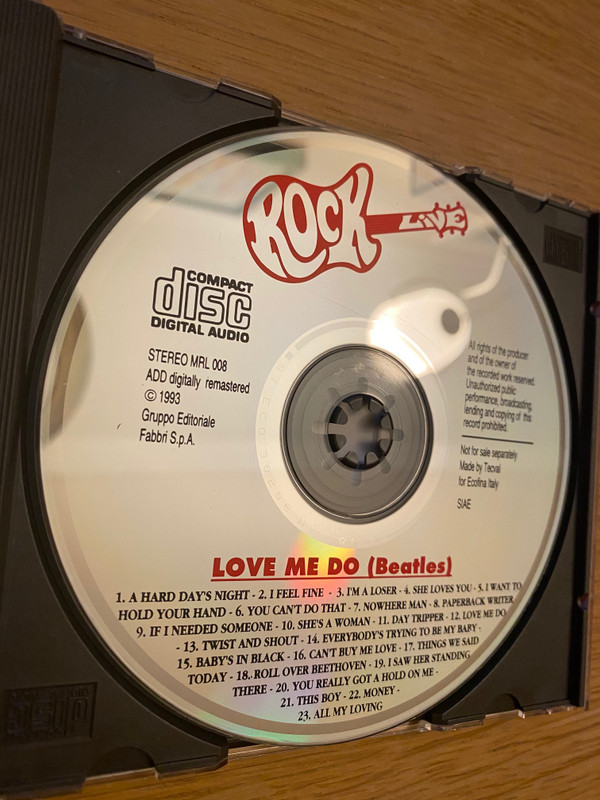 ROCK LIVE
COMPACT
disc
DIGITAL AUDIO
STEREO MRL 008
ADD digitally remastered
© 1993
Gruppo Editoriale
Fabbri S.p.A.
All rights of the producer
and of the owner of
the recorded work reserved.
Unauthorized public
performance, broadcasting,
lending and copying of this
record prohibited.
Not for sale separately
Made by Tecval
for Ecofina Italy
SIAE
LOVE ME DO (Beatles)
1. A HARD DAY'S NIGHT - 2. I FEEL FINE - 3. I'M A LOSER - 4. SHE LOVES YOU - 5. I WANT TO
HOLD YOUR HAND - 6. YOU CAN'T DO THAT - 7. NOWHERE MAN - 8. PAPERBACK WRITER
9. IF I NEEDED SOMEONE - 10. SHE'S A WOMAN - 11. DAY TRIPPER - 12. LOVE ME DO
- 13. TWIST AND SHOUT - 14. EVERYBODY'S TRYING TO BE MY BABY -
15. BABY'S IN BLACK - 16. CAN'T BUY ME LOVE - 17. THINGS WE SAID
TODAY - 18. ROLL OVER BEETHOVEN - 19. I SAW HER STANDING
THERE - 20. YOU REALLY GOT A HOLD ON ME -
21. THIS BOY - 22. MONEY -
23. ALL MY LOVING